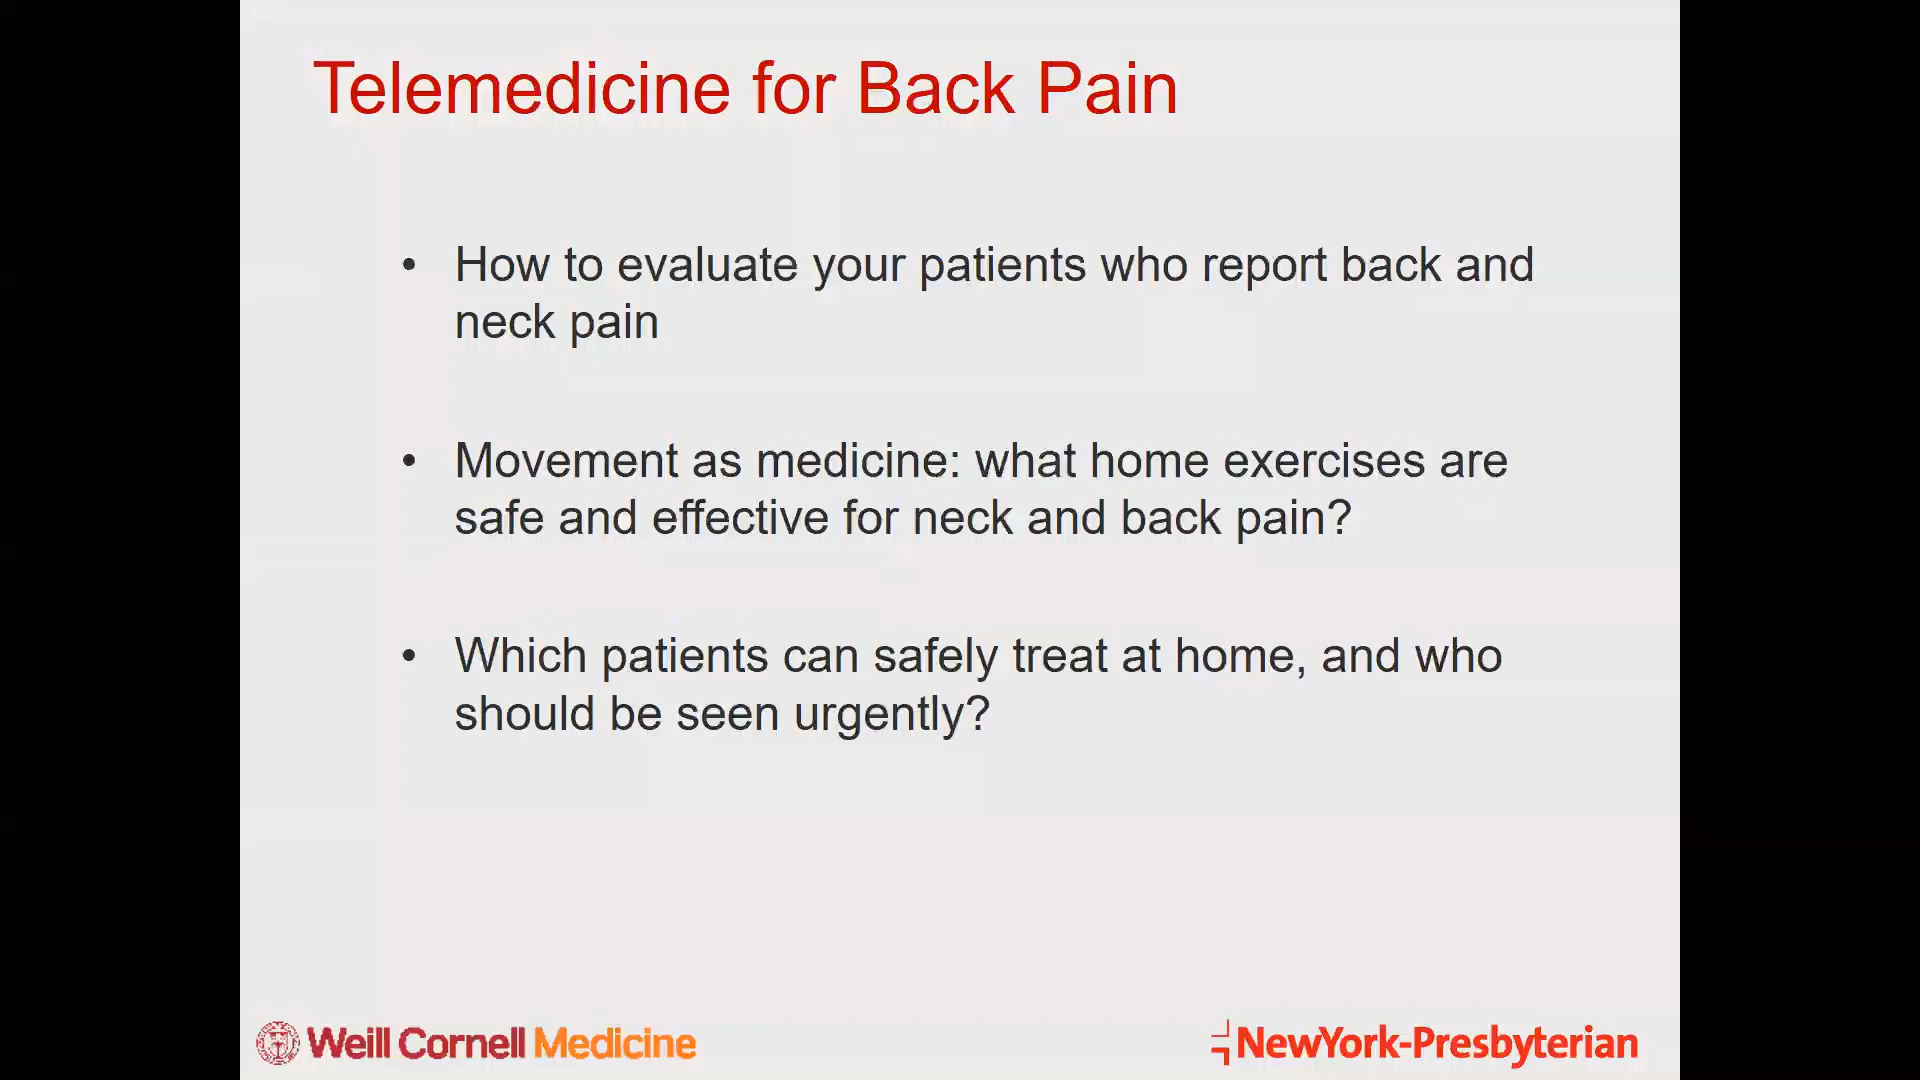 Telemedicine for Back Pain
• How to evaluate your patients who report back and
neck pain
• Movement as medicine: what home exercises are
safe and effective for neck and back pain?
• Which patients can safely treat at home, and who
should be seen urgently?
Weill Cornell Medicine
NewYork-Presbyterian